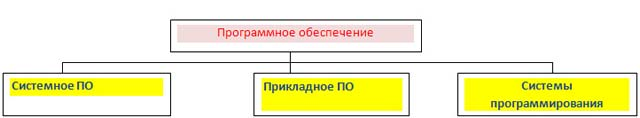 Программное обеспечение
Системное ПО
Прикладное ПО
Системы
программирования